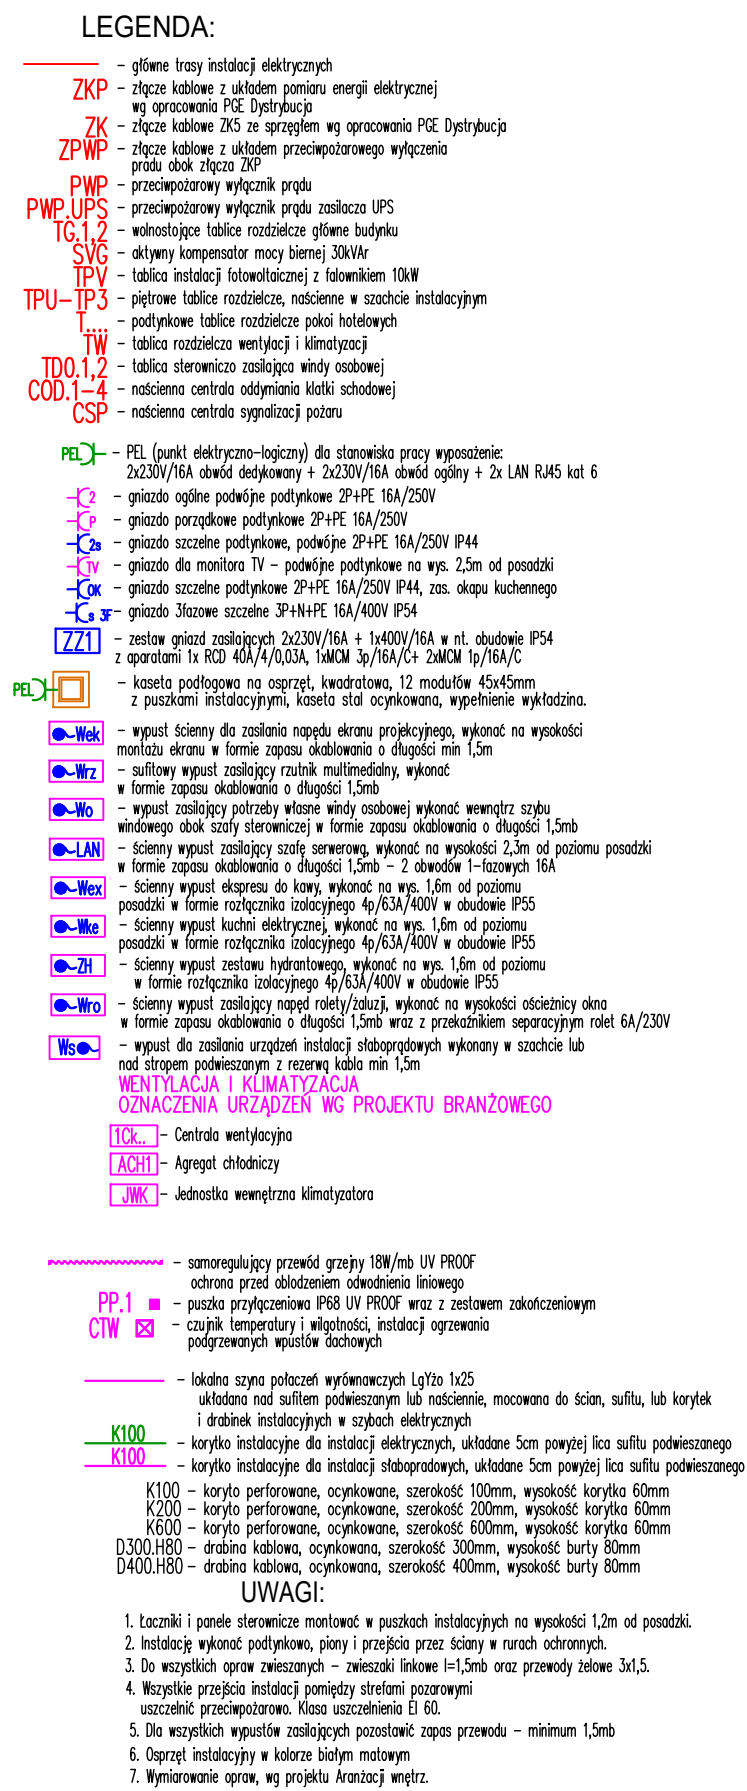 LEGENDA:
– główne trasy instalacji elektrycznych
ZKP – złącze kablowe z układem pomiaru energii elektrycznej
wg opracowania PGE Dystrybucja
ZK – złącze kablowe ZK5 ze sprzęgłem wg opracowania PGE Dystrybucja
ZPWP – złącze kablowe z układem przeciwpożarowego wyłączenia
pradu obok złącza ZKP
PWP – przeciwpożarowy wyłącznik prądu
PWP.UPS – przeciwpożarowy wyłącznik prądu zasilacza UPS
TG.1,2 – wolnostojące tablice rozdzielcze główne budynku
SVG – aktywny kompensator mocy biernej 30kVAr
TPV – tablica instalacji fotowoltaicznej z falownikiem 10kW
TPU–TP3 – piętrowe tablice rozdzielcze, naścienne w szachcie instalacyjnym
T.... – podtynkowe tablice rozdzielcze pokoi hotelowych
TW – tablica rozdzielcza wentylacji i klimatyzacji
TDO.1,2 – tablica sterowniczo zasilająca windy osobowej
COD.1–4 – naścienna centrala oddymiania klatki schodowej
CSP – naścienna centrala sygnalizacji pożaru
PEL – PEL (punkt elektryczno–logiczny) dla stanowiska pracy wyposażenie:
2x230V/16A obwód dedykowany + 2x230V/16A obwód ogólny + 2x LAN RJ45 kat 6
2 – gniazdo ogólne podwójne podtynkowe 2P+PE 16A/250V
P – gniazdo porządkowe podtynkowe 2P+PE 16A/250V
2s – gniazdo szczelne podtynkowe, podwójne 2P+PE 16A/250V IP44
TV – gniazdo dla monitora TV – podwójne podtynkowe na wys. 2,5m od posadzki
OK – gniazdo szczelne podtynkowe 2P+PE 16A/250V IP44, zas. okapu kuchennego
s 3F – gniazdo 3fazowe szczelne 3P+N+PE 16A/400V IP54
ZZ1 – zestaw gniazd zasilających 2x230V/16A + 1x400V/16A w nt. obudowie IP54
z aparatami 1x RCD 40A/4/0,03A, 1xMCM 3p/16A/C+ 2xMCM 1p/16A/C
PEL – kaseta podłogowa na osprzęt, kwadratowa, 12 modułów 45x45mm
z puszkami instalacyjnymi, kaseta stal ocynkowana, wypełnienie wykładzina.
Wek – wypust ścienny dla zasilania napędu ekranu projekcyjnego, wykonać na wysokości
montażu ekranu w formie zapasu okablowania o długości min 1,5m
Wrz – sufitowy wypust zasilający rzutnik multimedialny, wykonać
w formie zapasu okablowania o długości 1,5mb
Wo – wypust zasilający potrzeby własne windy osobowej wykonać wewnątrz szybu
windowego obok szafy sterowniczej w formie zapasu okablowania o długości 1,5mb
LAN – ścienny wypust zasilający szafę serwerową, wykonać na wysokości 2,3m od poziomu posadzki
w formie zapasu okablowania o długości 1,5mb – 2 obwodów 1–fazowych 16A
Wex – ścienny wypust ekspresu do kawy, wykonać na wys. 1,6m od poziomu
posadzki w formie rozłącznika izolacyjnego 4p/63A/400V w obudowie IP55
Wke – ścienny wypust kuchni elektrycznej, wykonać na wys. 1,6m od poziomu
posadzki w formie rozłącznika izolacyjnego 4p/63A/400V w obudowie IP55
ZH – ścienny wypust zestawu hydrantowego, wykonać na wys. 1,6m od poziomu
w formie rozłącznika izolacyjnego 4p/63A/400V w obudowie IP55
Wro – ścienny wypust zasilający napęd rolety/żaluzji, wykonać na wysokości ościeżnicy okna
w formie zapasu okablowania o długości 1,5mb wraz z przekaźnikiem separacyjnym rolet 6A/230V
Ws – wypust dla zasilania urządzeń instalacji słaboprądowych wykonany w szachcie lub
nad stropem podwieszanym z rezerwą kabla min 1,5m
WENTYLACJA I KLIMATYZACJA
OZNACZENIA URZĄDZEŃ WG PROJEKTU BRANŻOWEGO
1Ck.. – Centrala wentylacyjna
ACH1 – Agregat chłodniczy
JWK – Jednostka wewnętrzna klimatyzatora
– samoregulujący przewód grzejny 18W/mb UV PROOF
ochrona przed oblodzeniem odwodnienia liniowego
PP.1 – puszka przyłączeniowa IP68 UV PROOF wraz z zestawem zakończeniowym
CTW – czujnik temperatury i wilgotności, instalacji ogrzewania
podgrzewanych wpustów dachowych
– lokalna szyna połaczeń wyrównawczych LgYżo 1x25
układana nad sufitem podwieszanym lub naściennie, mocowana do ścian, sufitu, lub korytek
i drabinek instalacyjnych w szybach elektrycznych
K100 – korytko instalacyjne dla instalacji elektrycznych, układane 5cm powyżej lica sufitu podwieszanego
K100 – korytko instalacyjne dla instalacji słabopradowych, układane 5cm powyżej lica sufitu podwieszanego
K100 – koryto perforowane, ocynkowane, szerokość 100mm, wysokość korytka 60mm
K200 – koryto perforowane, ocynkowane, szerokość 200mm, wysokość korytka 60mm
K600 – koryto perforowane, ocynkowane, szerokość 600mm, wysokość korytka 60mm
D300.H80 – drabina kablowa, ocynkowana, szerokość 300mm, wysokość burty 80mm
D400.H80 – drabina kablowa, ocynkowana, szerokość 400mm, wysokość burty 80mm
UWAGI:
1. Łaczniki i panele sterownicze montować w puszkach instalacyjnych na wysokości 1,2m od posadzki.
2. Instalację wykonać podtynkowo, piony i przejścia przez ściany w rurach ochronnych.
3. Do wszystkich opraw zwieszanych – zwieszaki linkowe l=1,5mb oraz przewody żelowe 3x1,5.
4. Wszystkie przejścia instalacji pomiędzy strefami pozarowymi
uszczelnić przeciwpożarowo. Klasa uszczelnienia EI 60.
5. Dla wszystkich wypustów zasilających pozostawić zapas przewodu – minimum 1,5mb
6. Osprzęt instalacyjny w kolorze białym matowym
7. Wymiarowanie opraw, wg projektu Aranżacji wnętrz.